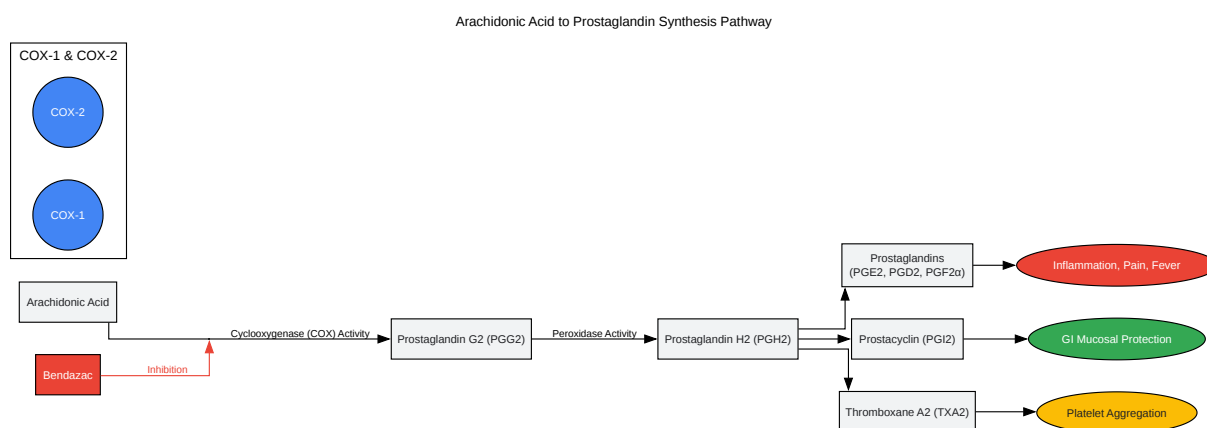 Arachidonic Acid to Prostaglandin Synthesis Pathway
COX-1 & COX-2
COX-2
COX-1
Arachidonic Acid
Bendazac
Inhibition
Cyclooxygenase (COX) Activity
Prostaglandin G2 (PGG2)
Peroxidase Activity
Prostaglandin H2 (PGH2)
Prostaglandins
(PGE2, PGD2, PGF2α)
Inflammation, Pain, Fever
Prostacyclin (PGI2)
GI Mucosal Protection
Thromboxane A2 (TXA2)
Platelet Aggregation